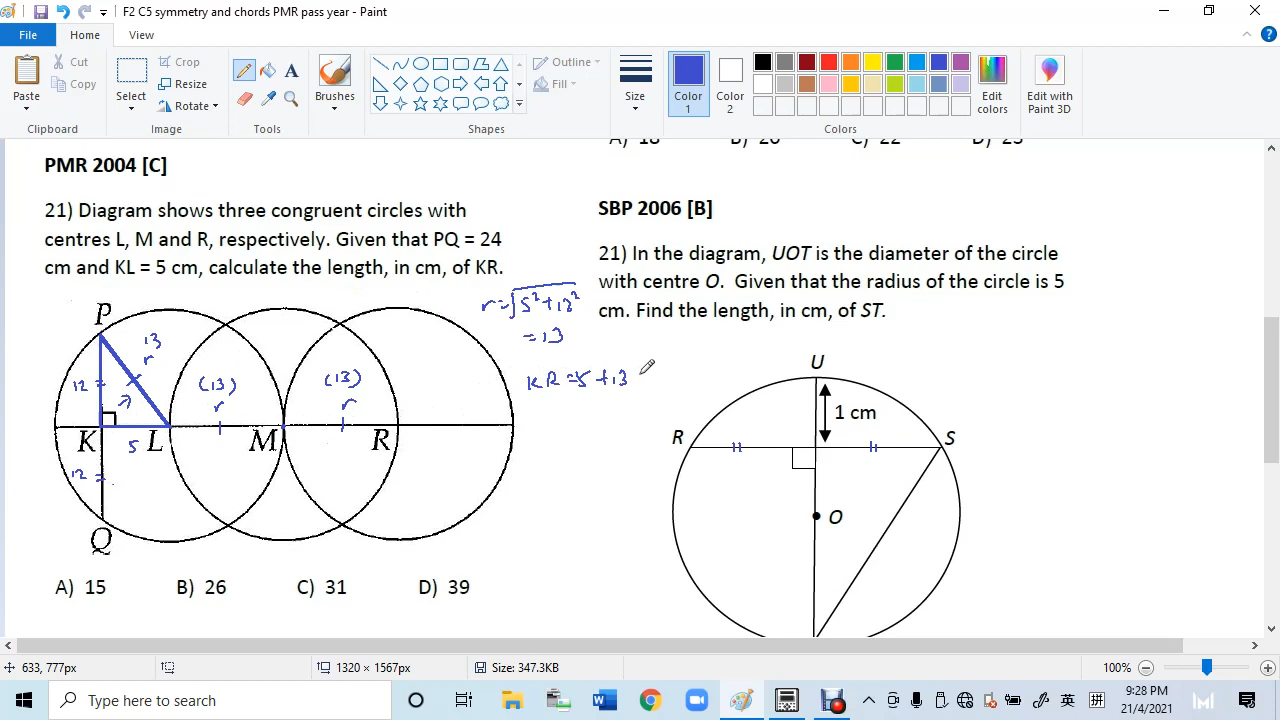 F2 C5 symmetry and chords PMR pass year - Paint
File Home View
Paste Cut Copy
Clipboard
Select Crop Resize Rotate
Image
Tools
Brushes
Outline Fill
Shapes
Size
Color 1
Color 2
Edit colors
Colors
Edit with Paint 3D
PMR 2004 [C]
21) Diagram shows three congruent circles with
centres L, M and R, respectively. Given that PQ = 24
cm and KL = 5 cm, calculate the length, in cm, of KR.
P
13
r
12
(13)
r
(13)
r
K
5
L
M
R
12
Q
A) 15 B) 26 C) 31 D) 39
r=√5²+12²
=13
KR=5+13
SBP 2006 [B]
21) In the diagram, UOT is the diameter of the circle
with centre O. Given that the radius of the circle is 5
cm. Find the length, in cm, of ST.
U
1 cm
R
S
O
633, 777px
1320 × 1567px
Size: 347.3KB
100%
Type here to search
英
拼
9:28 PM
21/4/2021